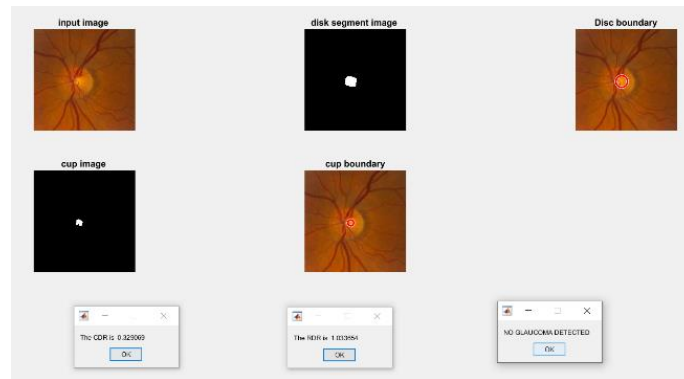 input image
disk segment image
Disc boundary
cup image
cup boundary
The CDR is 0.329069
OK
The RDR is 1.033654
OK
NO GLAUCOMA DETECTED
OK